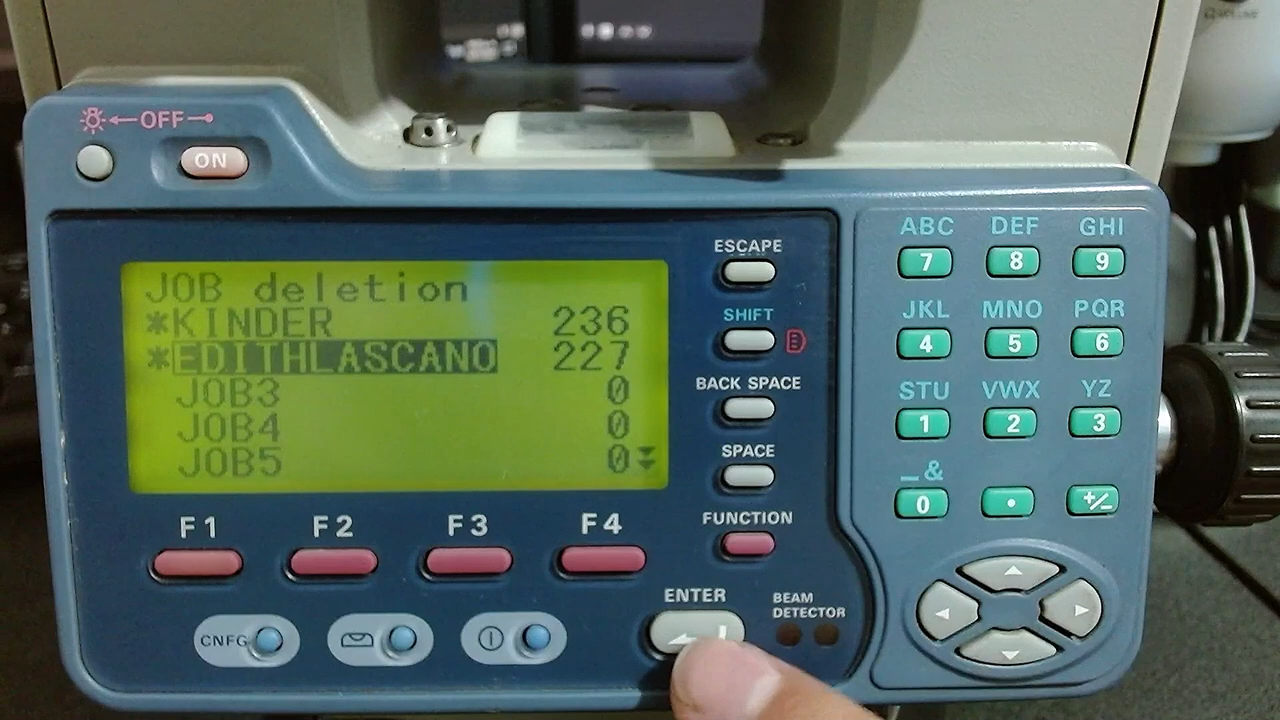 OFF
ON
JOB deletion
*KINDER 236
*EDITHLASCANO 227
JOB3 0
JOB4 0
JOB5 0
F1 F2 F3 F4
CNFG
ESCAPE
SHIFT
BACK SPACE
SPACE
FUNCTION
ENTER
BEAM
DETECTOR
ABC DEF GHI
7 8 9
JKL MNO PQR
4 5 6
STU VWX YZ
1 2 3
_&
0 . +/-